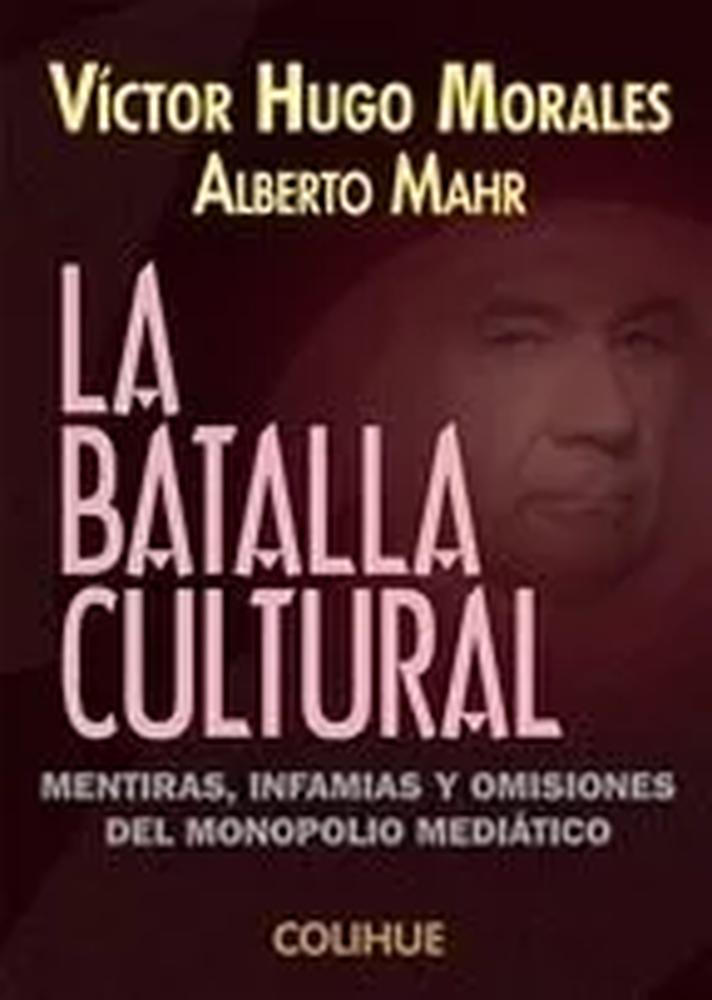 VÍCTOR HUGO MORALES
ALBERTO MAHR
LA
BATALLA
CULTURAL
MENTIRAS, INFAMIAS Y OMISIONES
DEL MONOPOLIO MEDIÁTICO
COLIHUE